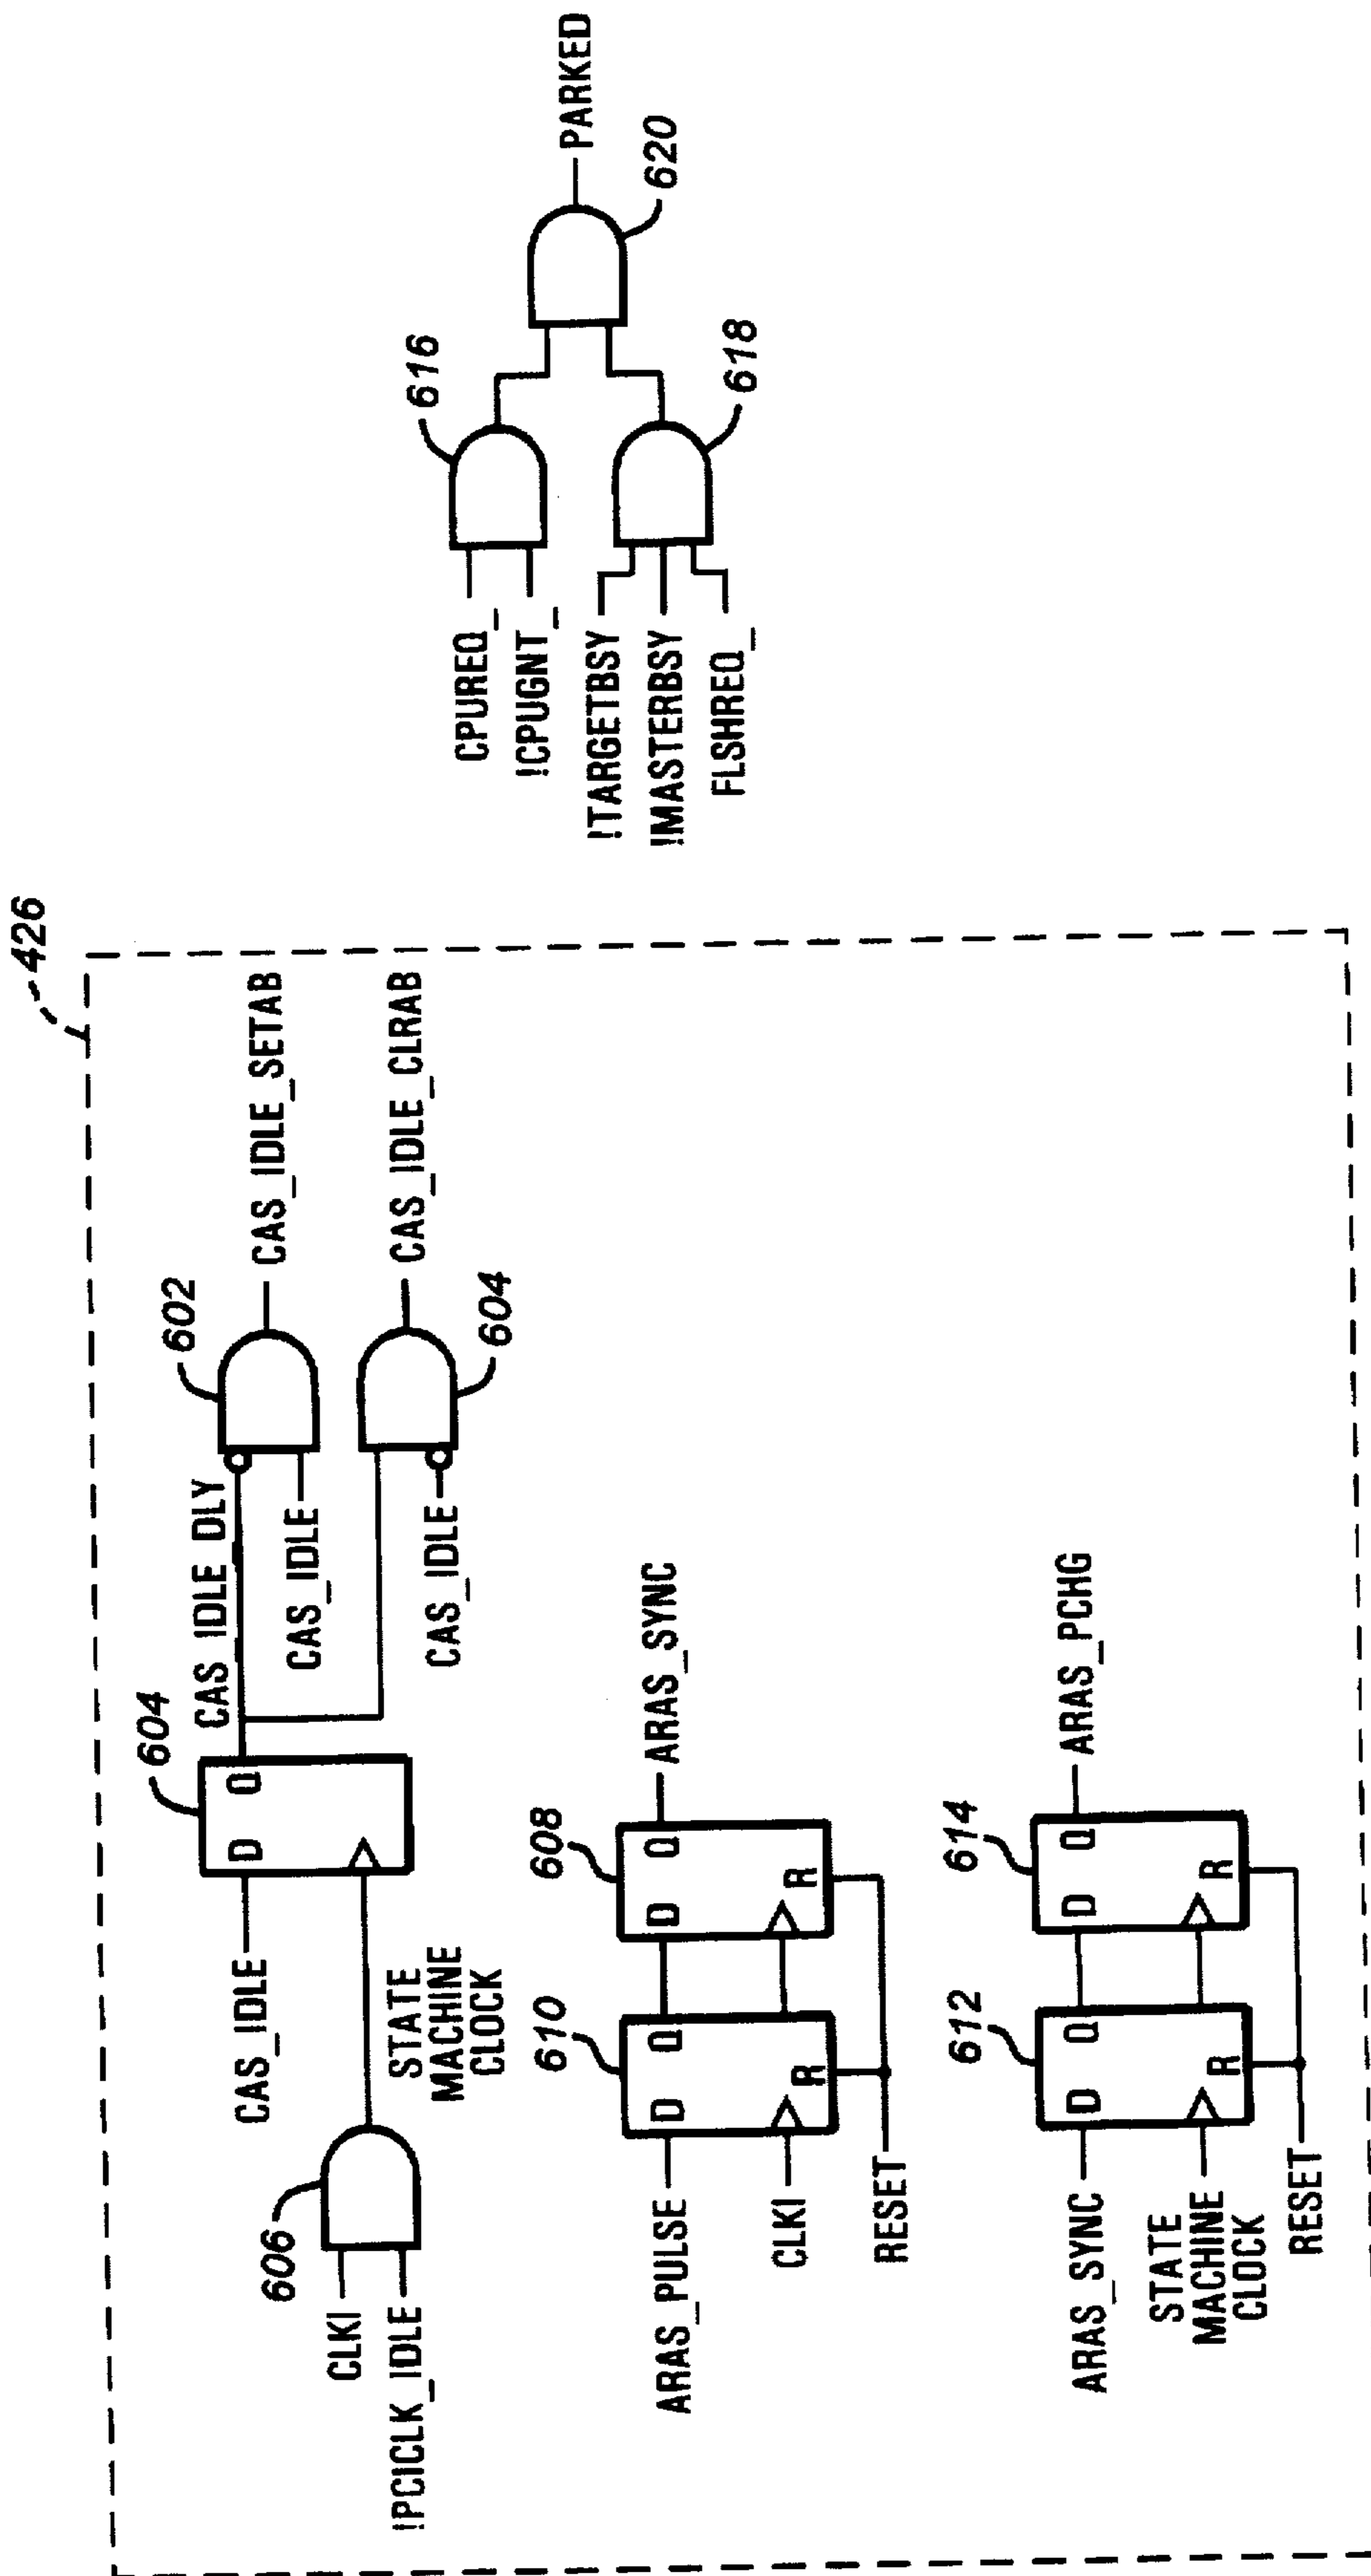 426
604
CAS_IDLE
D
Q
CAS_IDLE_DLY
602
CAS_IDLE_SETAB
CAS_IDLE
606
CLKI
!PCICLK_IDLE
STATE
MACHINE
CLOCK
CAS_IDLE
604
CAS_IDLE_CLRAB
ARAS_PULSE
610
D
Q
R
608
D
Q
R
ARAS_SYNC
CLKI
RESET
ARAS_SYNC
612
D
Q
R
614
D
Q
R
ARAS_PCHG
STATE
MACHINE
CLOCK
RESET
CPUREQ_
!CPUGNT_
616
!TARGETBSY
!MASTERBSY
FLSHREQ_
618
620
PARKED